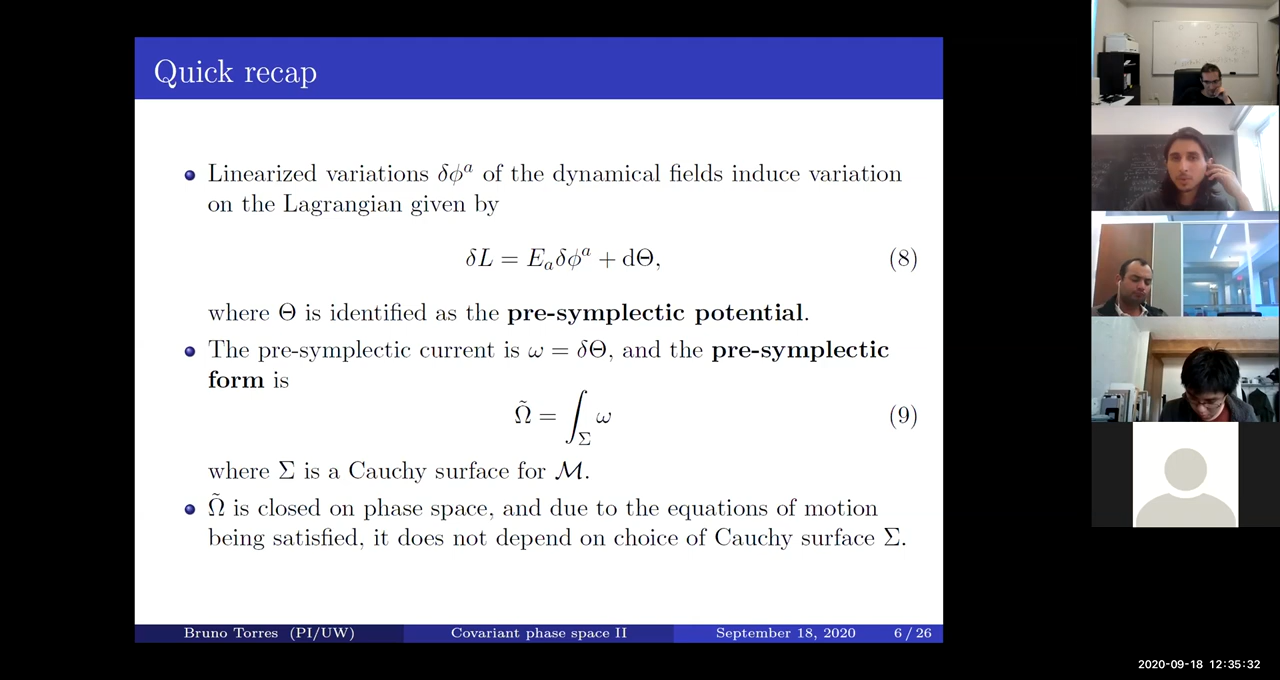 Quick recap
Linearized variations δϕᵃ of the dynamical fields induce variation
on the Lagrangian given by
δL = Eₐδϕᵃ + dΘ, (8)
where Θ is identified as the pre-symplectic potential.
The pre-symplectic current is ω = δΘ, and the pre-symplectic
form is
Ω̃ = ∫_Σ ω (9)
where Σ is a Cauchy surface for ℳ.
Ω̃ is closed on phase space, and due to the equations of motion
being satisfied, it does not depend on choice of Cauchy surface Σ.
Bruno Torres (PI/UW) Covariant phase space II September 18, 2020 6 / 26
2020-09-18 12:35:32